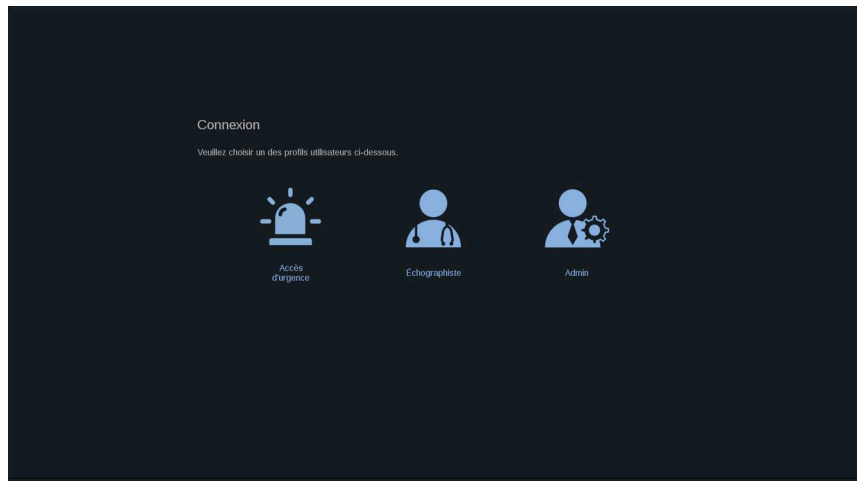 Connexion
Veuillez choisir un des profils utilisateurs ci-dessous.
Accès
d'urgence
Échographiste
Admin